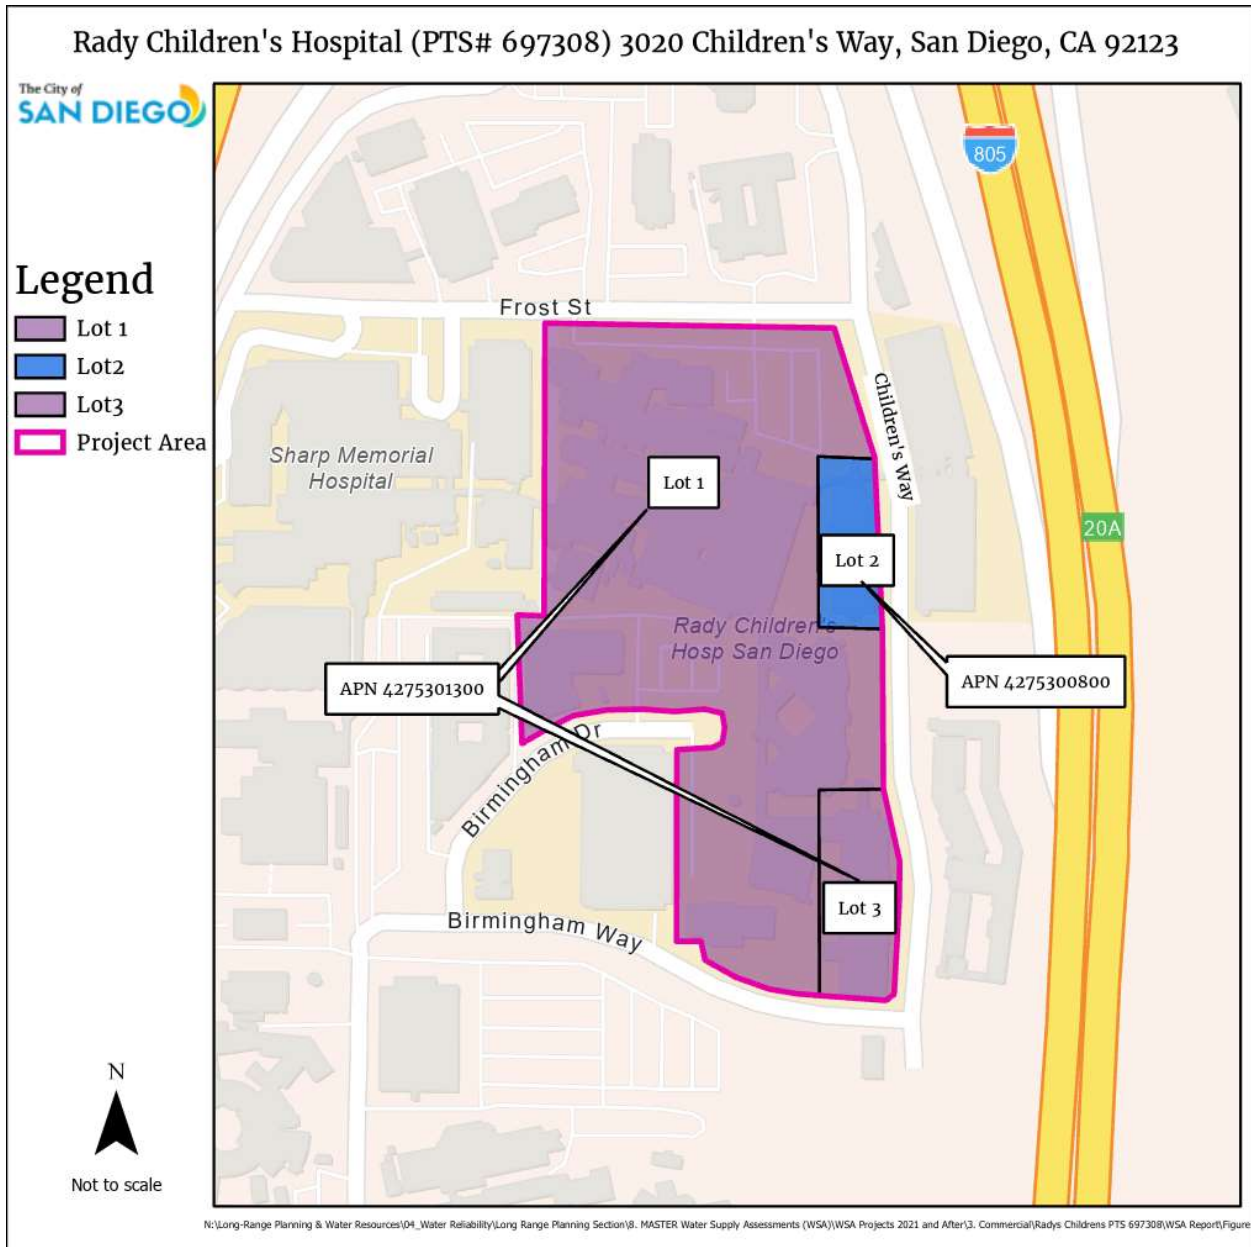 Rady Children's Hospital (PTS# 697308) 3020 Children's Way, San Diego, CA 92123
The City of
SAN DIEGO
805
Legend
Lot 1
Lot2
Lot3
Project Area
Frost St
Children's Way
Sharp Memorial
Hospital
Lot 1
20A
Lot 2
Rady Children's
Hosp San Diego
APN 4275301300
APN 4275300800
Birmingham Dr
Lot 3
Birmingham Way
N
Not to scale
N:\Long-Range Planning & Water Resources\04_Water Reliability\Long Range Planning Section\8. MASTER Water Supply Assessments (WSA)\WSA Projects 2021 and After\3. Commercial\Radys Childrens PTS 697308\WSA Report\Figure